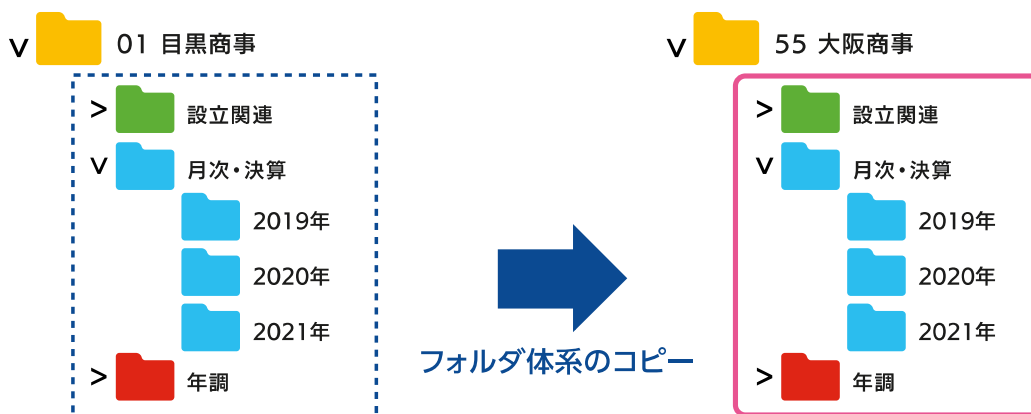 01 目黒商事
設立関連
月次・決算
2019年
2020年
2021年
年調
フォルダ体系のコピー
55 大阪商事
設立関連
月次・決算
2019年
2020年
2021年
年調